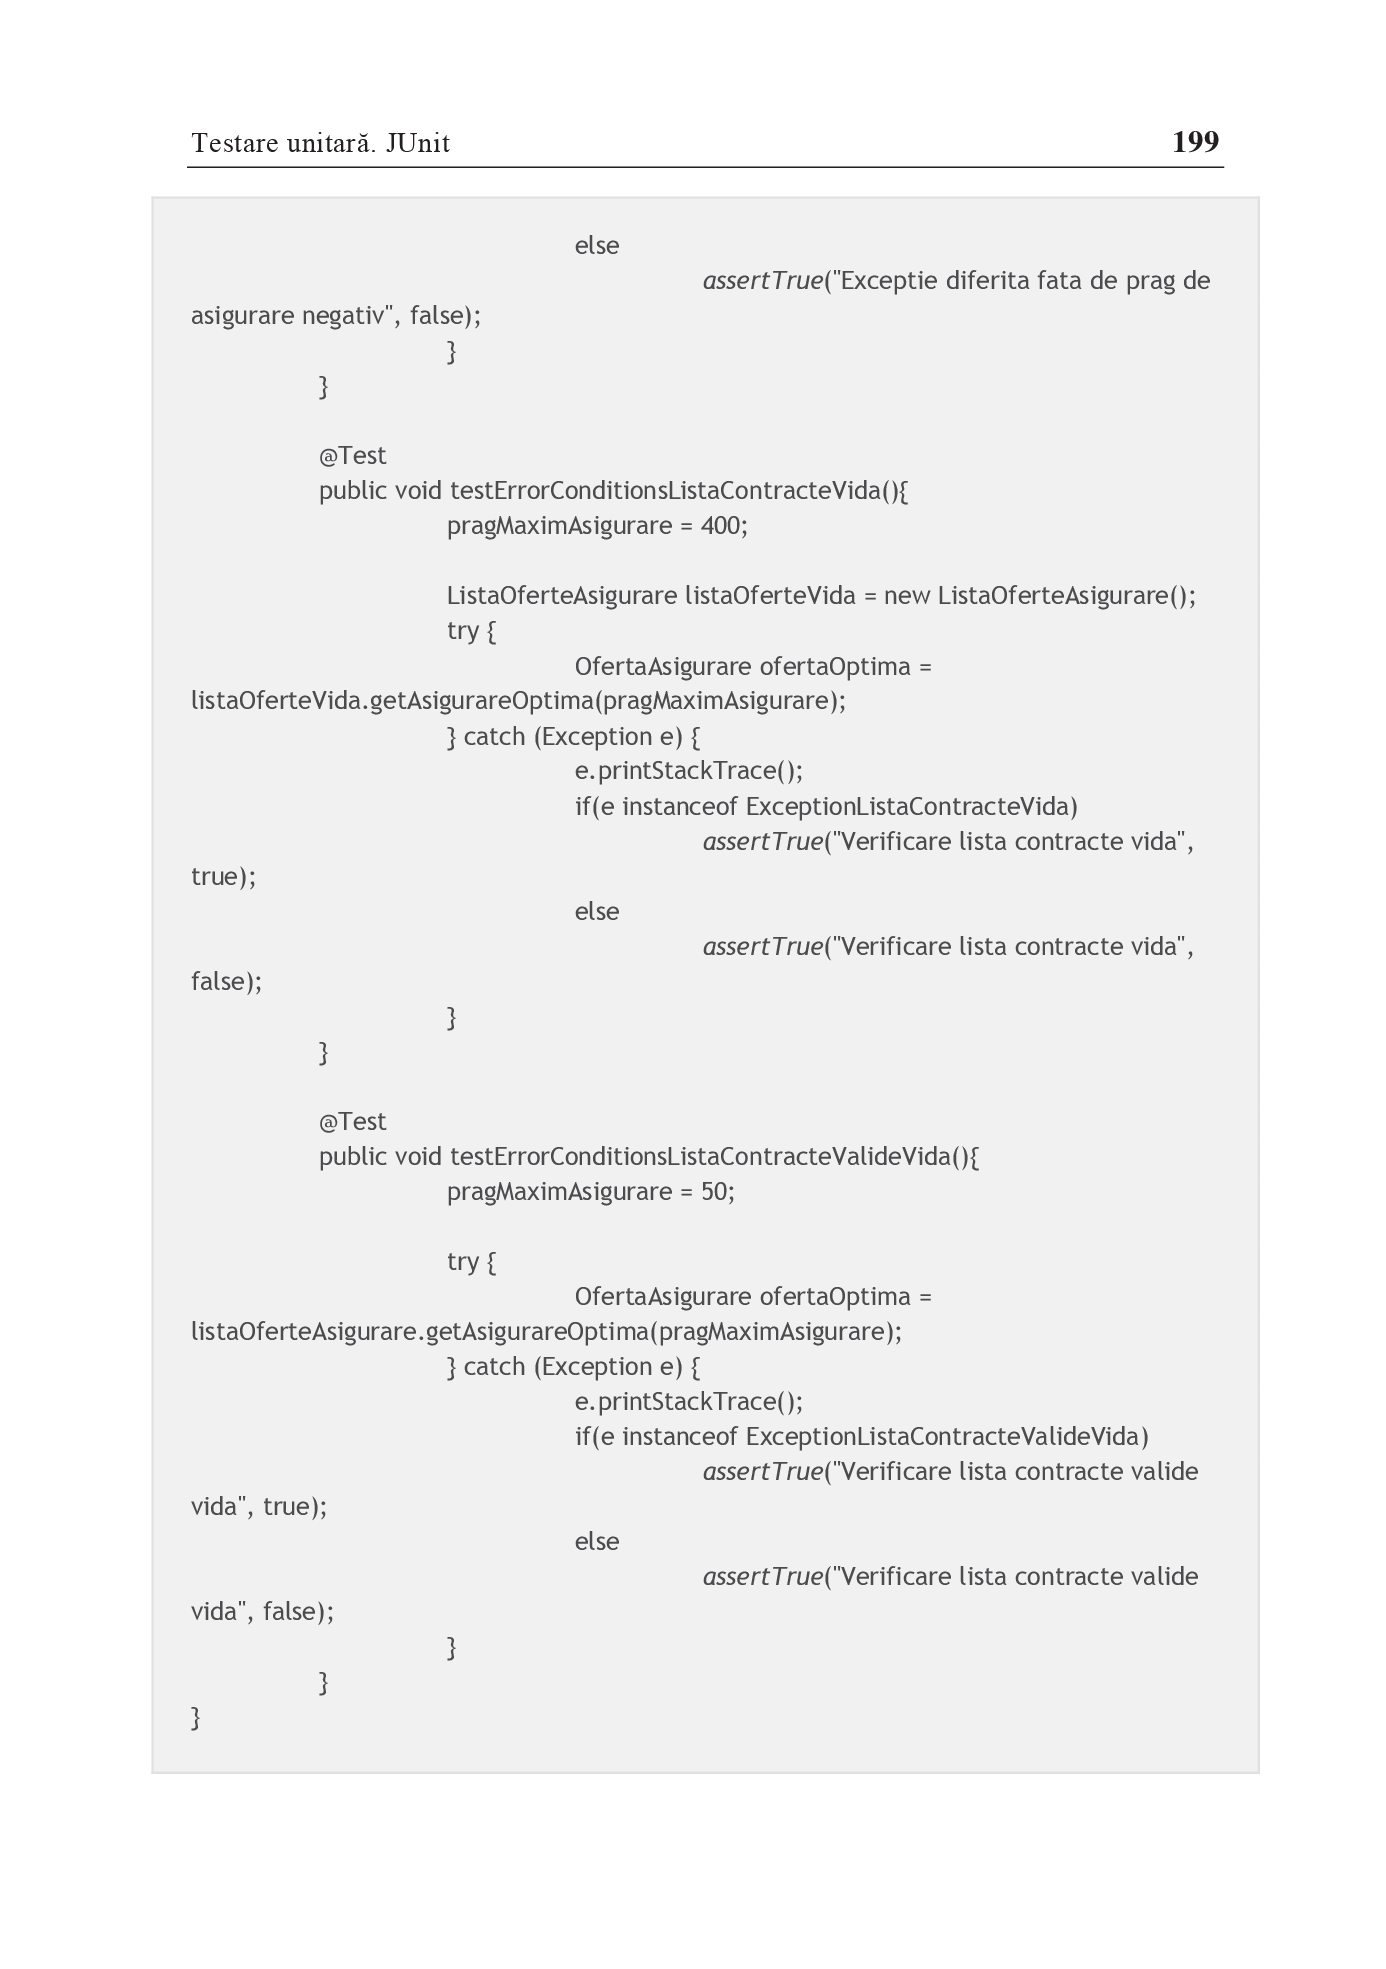 Testare unitară. JUnit 199
else
assertTrue("Exceptie diferita fata de prag de
asigurare negativ", false);
}
}
@Test
public void testErrorConditionsListaContracteVida(){
pragMaximAsigurare = 400;
ListaOferteAsigurare listaOferteVida = new ListaOferteAsigurare();
try {
OfertaAsigurare ofertaOptima =
listaOferteVida.getAsigurareOptima(pragMaximAsigurare);
} catch (Exception e) {
e.printStackTrace();
if(e instanceof ExceptionListaContracteVida)
assertTrue("Verificare lista contracte vida",
true);
else
assertTrue("Verificare lista contracte vida",
false);
}
}
@Test
public void testErrorConditionsListaContracteValideVida(){
pragMaximAsigurare = 50;
try {
OfertaAsigurare ofertaOptima =
listaOferteAsigurare.getAsigurareOptima(pragMaximAsigurare);
} catch (Exception e) {
e.printStackTrace();
if(e instanceof ExceptionListaContracteValideVida)
assertTrue("Verificare lista contracte valide
vida", true);
else
assertTrue("Verificare lista contracte valide
vida", false);
}
}
}